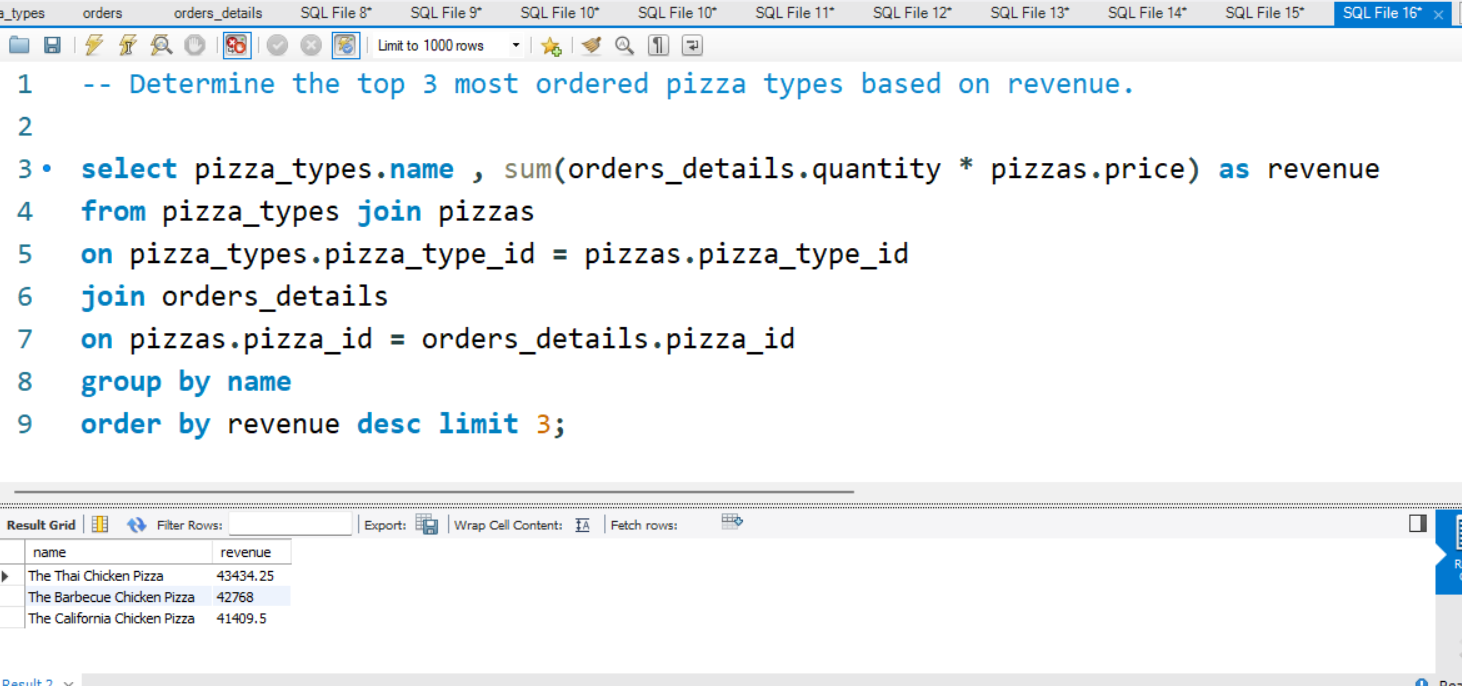 a_types orders orders_details SQL File 8* SQL File 9* SQL File 10* SQL File 10* SQL File 11* SQL File 12* SQL File 13* SQL File 14* SQL File 15* SQL File 16*
Limit to 1000 rows
1 -- Determine the top 3 most ordered pizza types based on revenue.
2
3 select pizza_types.name , sum(orders_details.quantity * pizzas.price) as revenue
4 from pizza_types join pizzas
5 on pizza_types.pizza_type_id = pizzas.pizza_type_id
6 join orders_details
7 on pizzas.pizza_id = orders_details.pizza_id
8 group by name
9 order by revenue desc limit 3;
Result Grid Filter Rows: Export: Wrap Cell Content: Fetch rows:
name revenue
The Thai Chicken Pizza 43434.25
The Barbecue Chicken Pizza 42768
The California Chicken Pizza 41409.5
Result 2